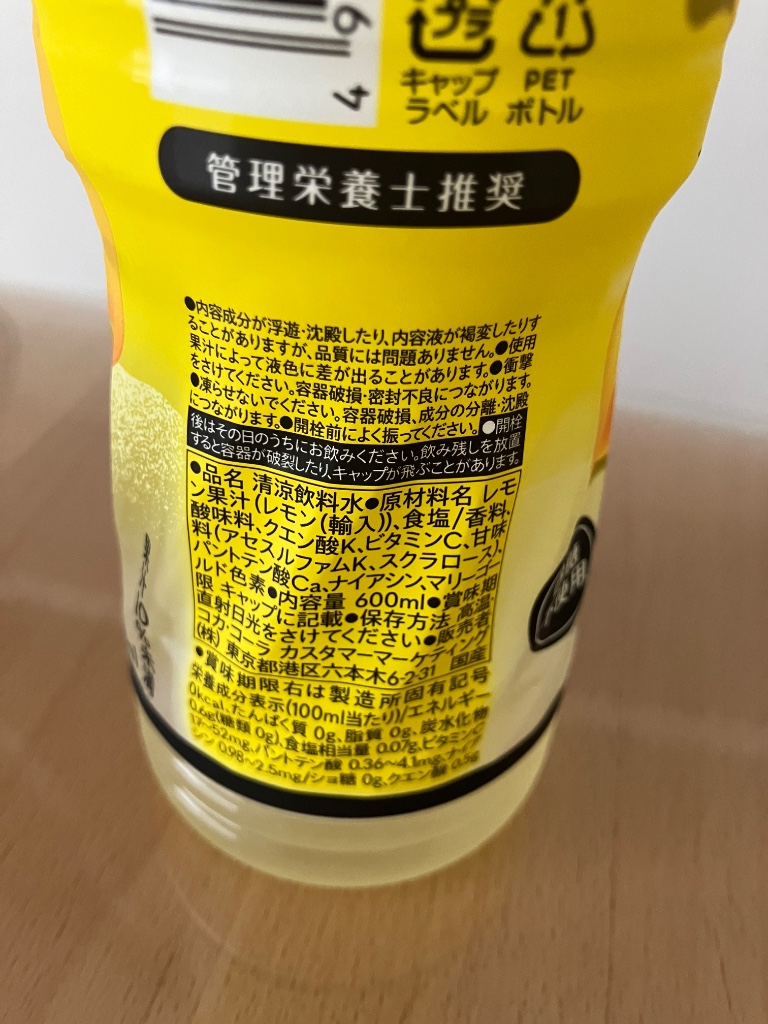 64
プラ
1
キャップ
ラベル
PET
ボトル
管理栄養士推奨
●内容成分が浮遊・沈殿したり、内容液が褐変したりす
ることがありますが、品質には問題ありません。●使用
果汁によって液色に差が出ることがあります。●衝撃
をさけてください。容器破損・密封不良につながります。
●凍らせないでください。容器破損、成分の分離・沈殿
につながります。●開栓前によく振ってください。●開栓
後はその日のうちにお飲みください。飲み残しを放置
すると容器が破裂したり、キャップが飛ぶことがあります。
●品名 清涼飲料水●原材料名 レモ
ン果汁(レモン(輸入))、食塩/香料、
酸味料、クエン酸K、ビタミンC、甘味
料(アセスルファムK、スクラロース)、
パントテン酸Ca、ナイアシン、マリーゴー
ルド色素●内容量 600ml●賞味期
限 キャップに記載●保存方法 高温・
直射日光をさけてください●販売者
コカ・コーラ カスタマーマーケティング
(株) 東京都港区六本木6-2-31 国産
●賞味期限右は製造所固有記号
栄養成分表示(100ml当たり)/エネルギー
0kcal、たんぱく質 0g、脂質 0g、炭水化物
0.6g(糖類 0g)、食塩相当量 0.07g、ビタミンC
17~52mg、パントテン酸 0.36~4.1mg、ナイア
シン 0.98~2.5mg/ショ糖 0g、クエン酸 0.5g
使用